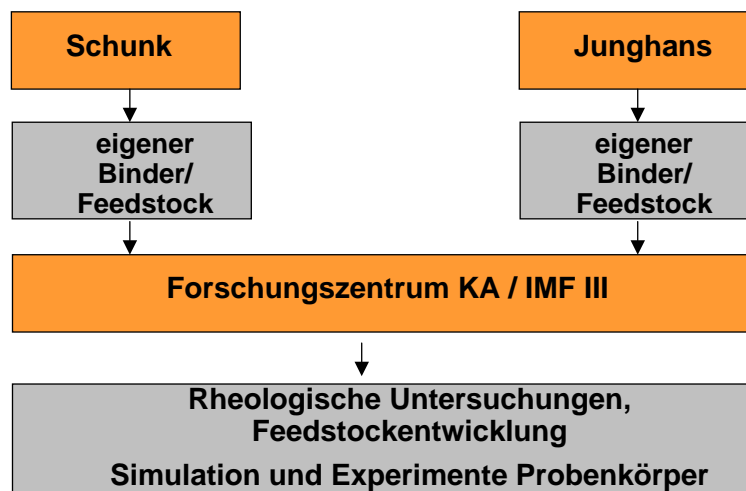 Schunk
Junghans
eigener
Binder/
Feedstock
eigener
Binder/
Feedstock
Forschungszentrum KA / IMF III
Rheologische Untersuchungen,
Feedstockentwicklung
Simulation und Experimente Probenkörper